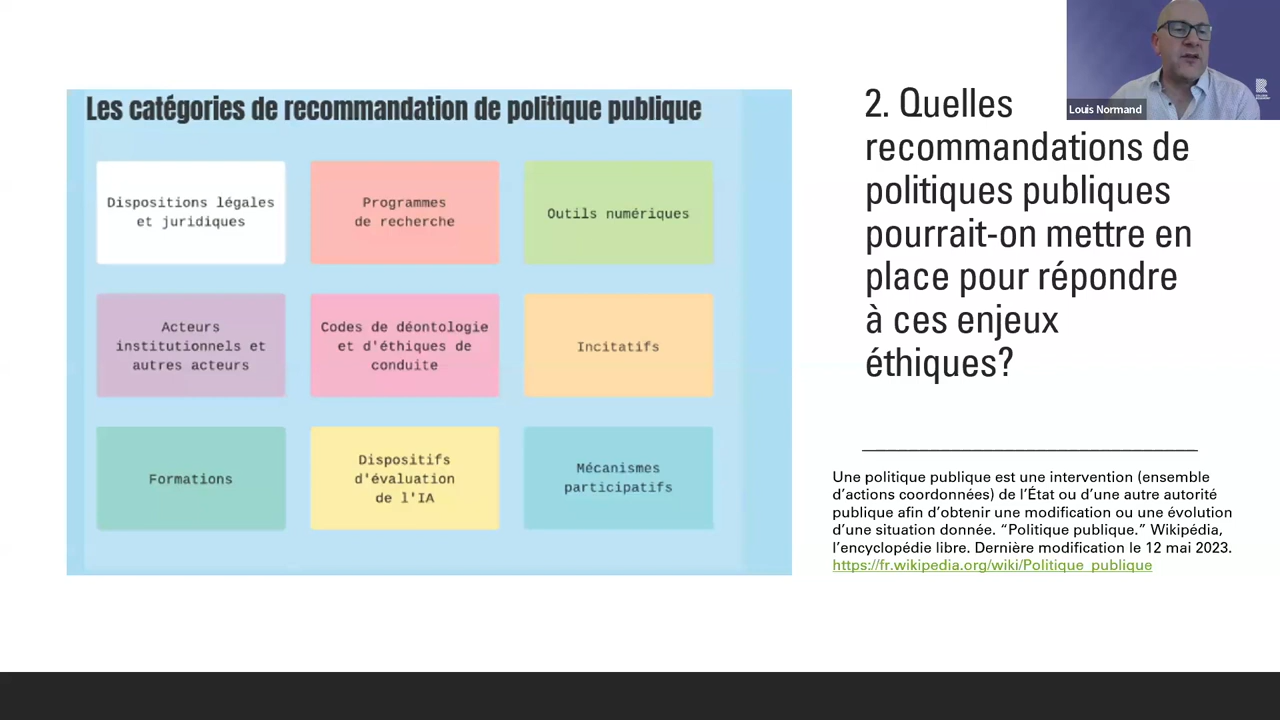 Les catégories de recommandation de politique publique
Dispositions légales
et juridiques
Programmes
de recherche
Outils numériques
Acteurs
institutionnels et
autres acteurs
Codes de déontologie
et d'éthiques de
conduite
Incitatifs
Formations
Dispositifs
d'évaluation
de l'IA
Mécanismes
participatifs
2. Quelles
recommandations de
politiques publiques
pourrait-on mettre en
place pour répondre
à ces enjeux
éthiques?
Une politique publique est une intervention (ensemble
d’actions coordonnées) de l’État ou d’une autre autorité
publique afin d’obtenir une modification ou une évolution
d’une situation donnée. “Politique publique.” Wikipédia,
l’encyclopédie libre. Dernière modification le 12 mai 2023.
https://fr.wikipedia.org/wiki/Politique_publique
Louis Normand